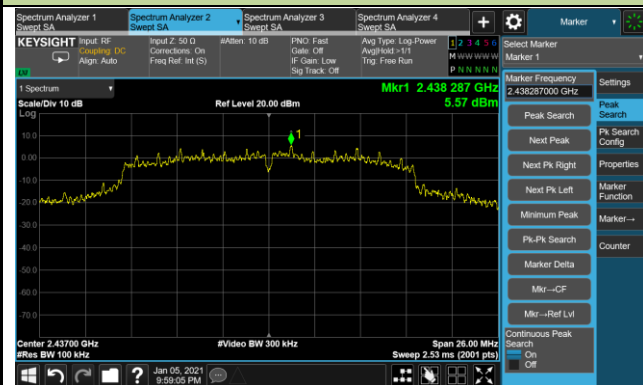 Spectrum Analyzer 1
Swept SA
Spectrum Analyzer 2
Swept SA
Spectrum Analyzer 3
Swept SA
Spectrum Analyzer 4
Swept SA
+
Marker
KEYSIGHT
Input: RF
Coupling: DC
Align: Auto
Input Z: 50 Ω
Corrections: On
Freq Ref: Int (S)
#Atten: 10 dB
PNO: Fast
Gate: Off
IF Gain: Low
Sig Track: Off
Avg Type: Log-Power
Avg|Hold:>1/1
Trig: Free Run
1 2 3 4 5 6
M W W W W W
P N N N N N
Select Marker
Marker 1
1 Spectrum
Mkr1 2.438 287 GHz
5.57 dBm
Scale/Div 10 dB
Ref Level 20.00 dBm
Log
10.0
0.00
-10.0
-20.0
-30.0
-40.0
-50.0
-60.0
-70.0
1
Center 2.43700 GHz
#Res BW 100 kHz
#Video BW 300 kHz
Span 26.00 MHz
Sweep 2.53 ms (2001 pts)
Marker Frequency
2.438287000 GHz
Peak Search
Next Peak
Next Pk Right
Next Pk Left
Minimum Peak
Pk-Pk Search
Marker Delta
Mkr→CF
Mkr→Ref Lvl
Continuous Peak
Search
On
Off
Settings
Peak
Search
Pk Search
Config
Properties
Marker
Function
Marker→
Counter
?
Jan 05, 2021
9:59:05 PM